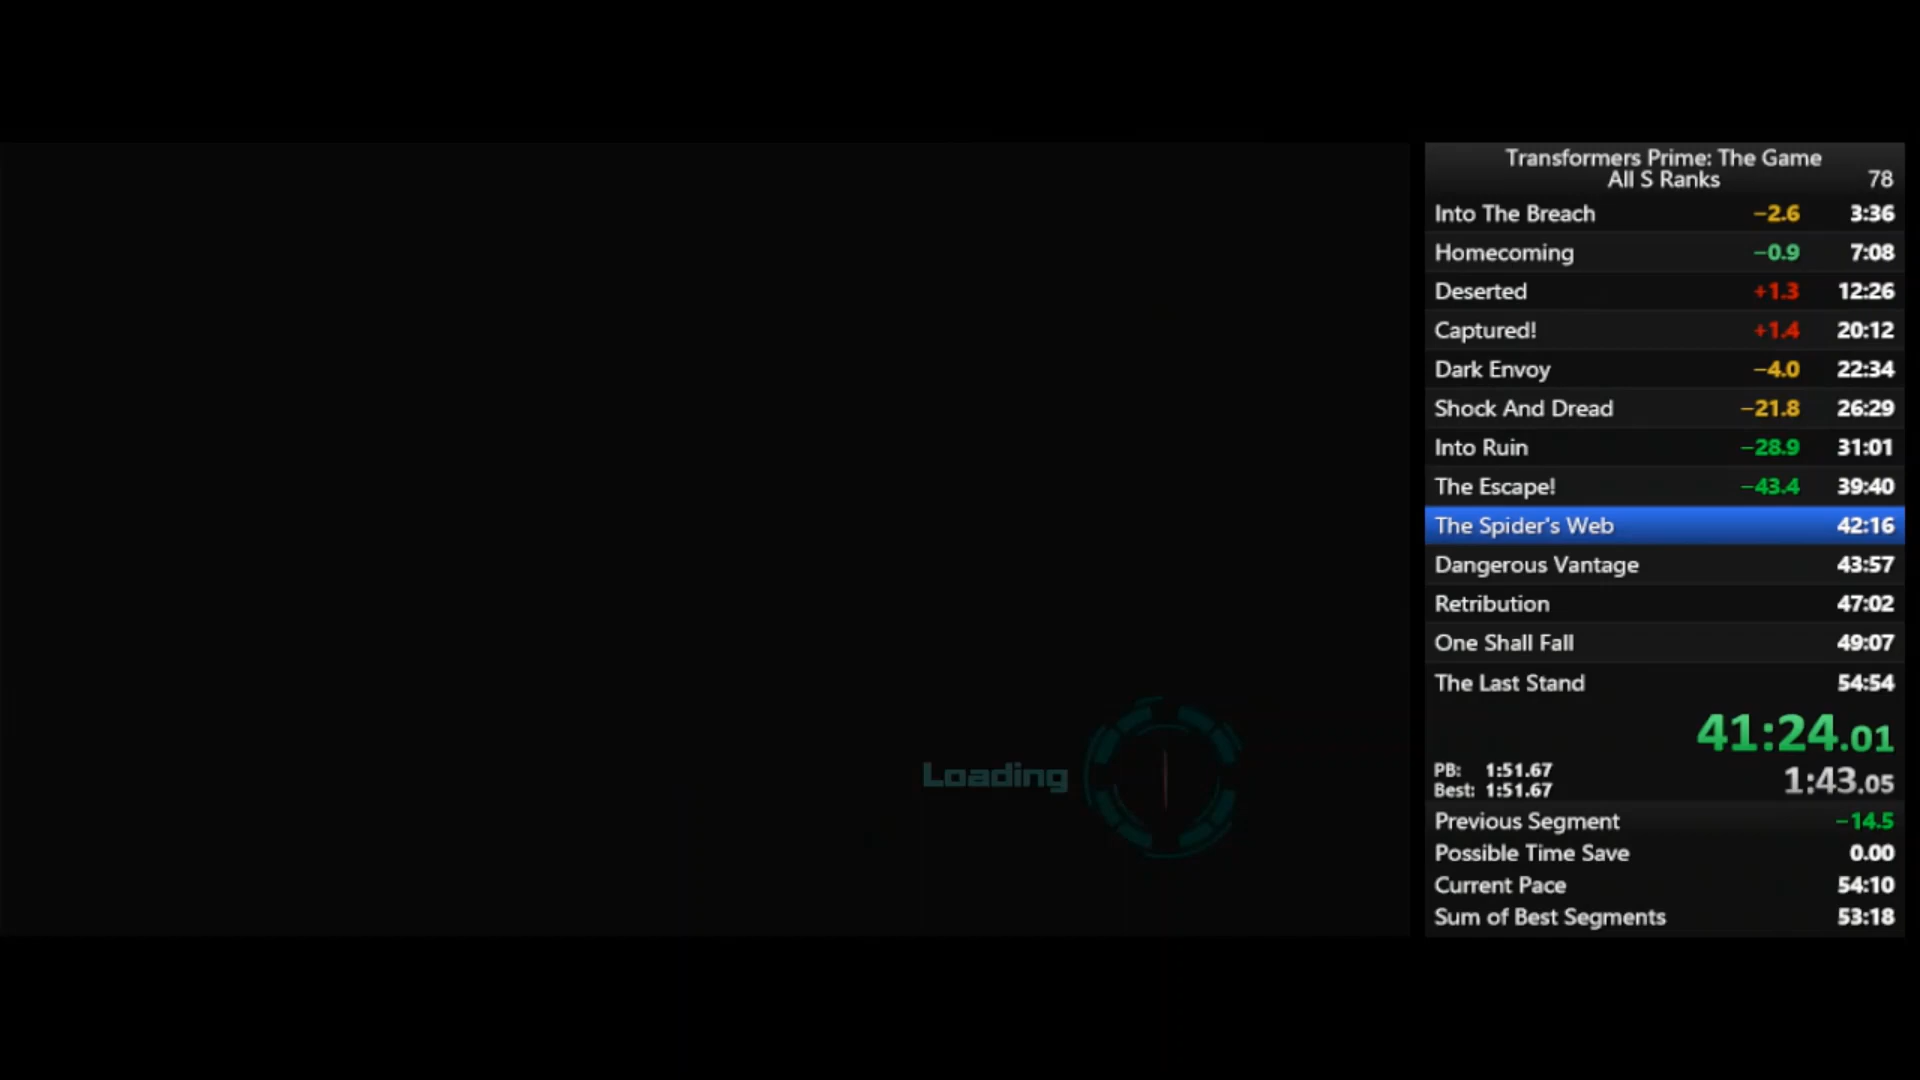 Transformers Prime: The Game
All S Ranks 78
Into The Breach −2.6 3:36
Homecoming −0.9 7:08
Deserted +1.3 12:26
Captured! +1.4 20:12
Dark Envoy −4.0 22:34
Shock And Dread −21.8 26:29
Into Ruin −28.9 31:01
The Escape! −43.4 39:40
The Spider's Web 42:16
Dangerous Vantage 43:57
Retribution 47:02
One Shall Fall 49:07
The Last Stand 54:54
41:24.01
PB: 1:51.67
Best: 1:51.67
1:43.05
Previous Segment −14.5
Possible Time Save 0.00
Current Pace 54:10
Sum of Best Segments 53:18
Loading